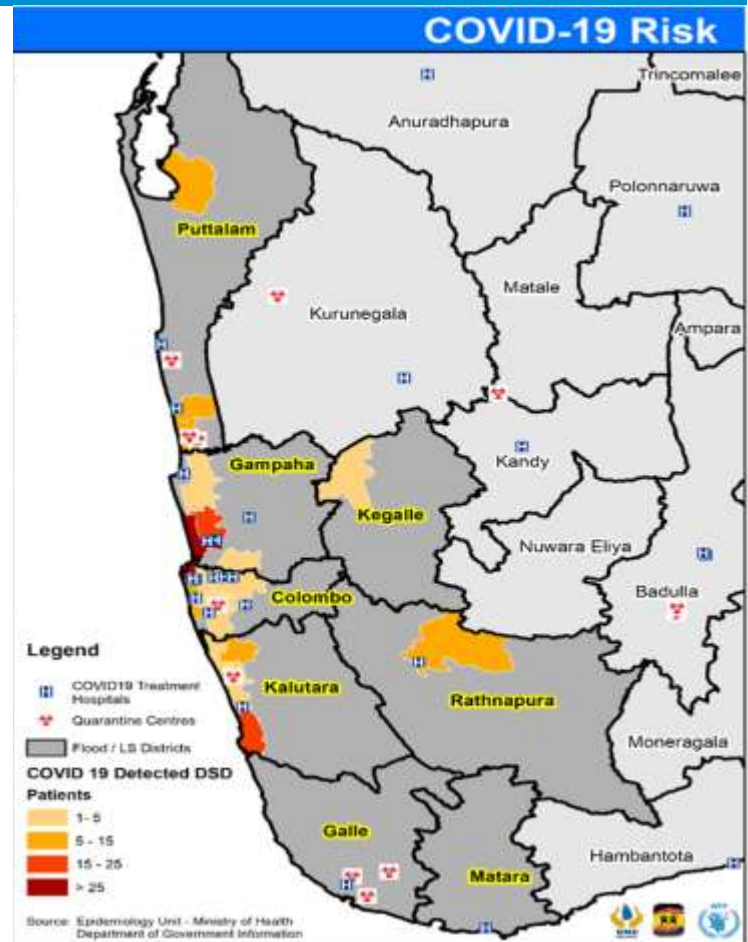 COVID-19 Risk
Trincomalee
Anuradhapura
Polonnaruwa
Puttalam
Matale
Kurunegala
Ampara
Gampaha
Kandy
Kegalle
Nuwara Eliya
Badulla
Colombo
Legend
COVID19 Treatment
Hospitals
Quarantine Centres
Flood / LS Districts
Kalutara
Rathnapura
Moneragala
COVID 19 Detected DSD
Patients
1- 5
5 - 15
15 - 25
> 25
Galle
Matara
Hambantota
Source: Epidemiology Unit - Ministry of Health
Department of Government Information